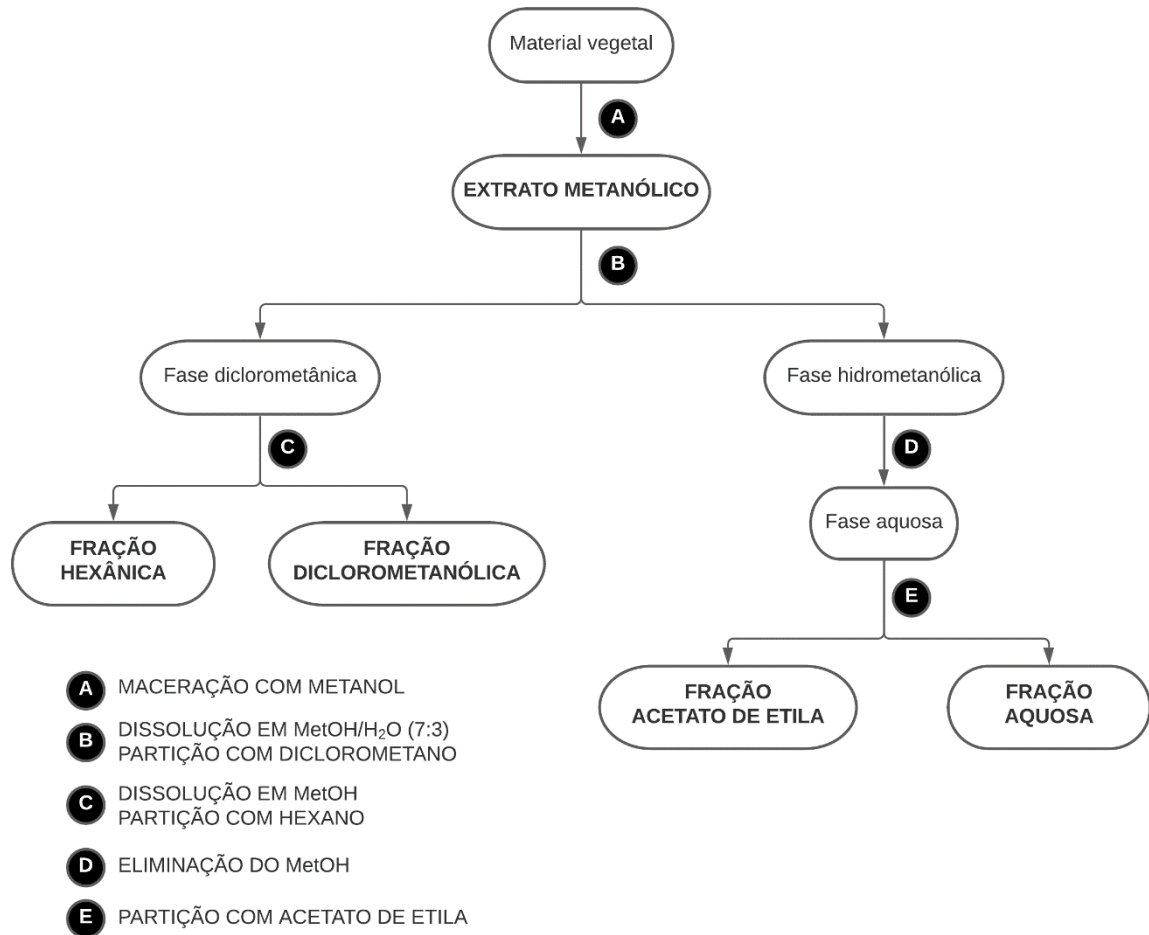 Material vegetal
A
EXTRATO METANÓLICO
B
Fase diclorometânica
Fase hidrometanólica
C
D
Fase aquosa
FRAÇÃO
HEXÂNICA
FRAÇÃO
DICLOROMETANÓLICA
E
FRAÇÃO
ACETATO DE ETILA
FRAÇÃO
AQUOSA
A MACERAÇÃO COM METANOL
B DISSOLUÇÃO EM MetOH/H₂O (7:3)
PARTIÇÃO COM DICLOROMETANO
C DISSOLUÇÃO EM MetOH
PARTIÇÃO COM HEXANO
D ELIMINAÇÃO DO MetOH
E PARTIÇÃO COM ACETATO DE ETILA